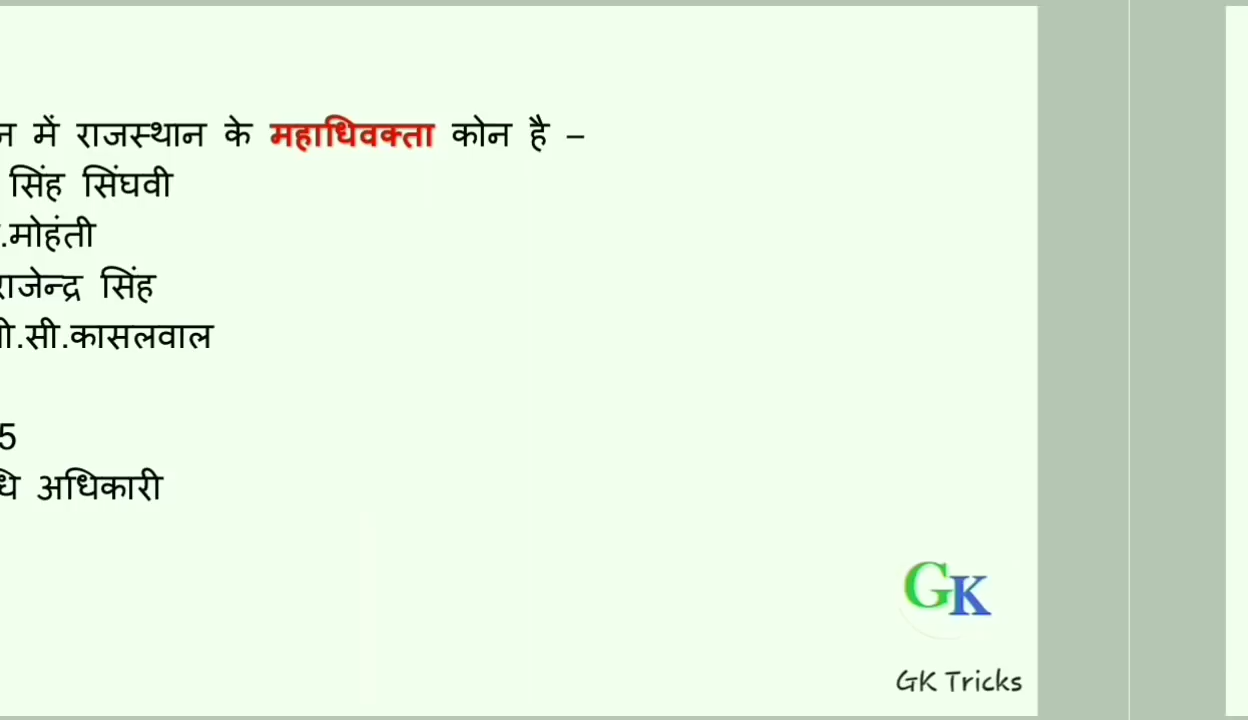 न में राजस्थान के महाधिवक्ता कोन है –
सिंह सिंघवी
.मोहंती
राजेन्द्र सिंह
.सी.कासलवाल
5
धि अधिकारी
GK
GK Tricks